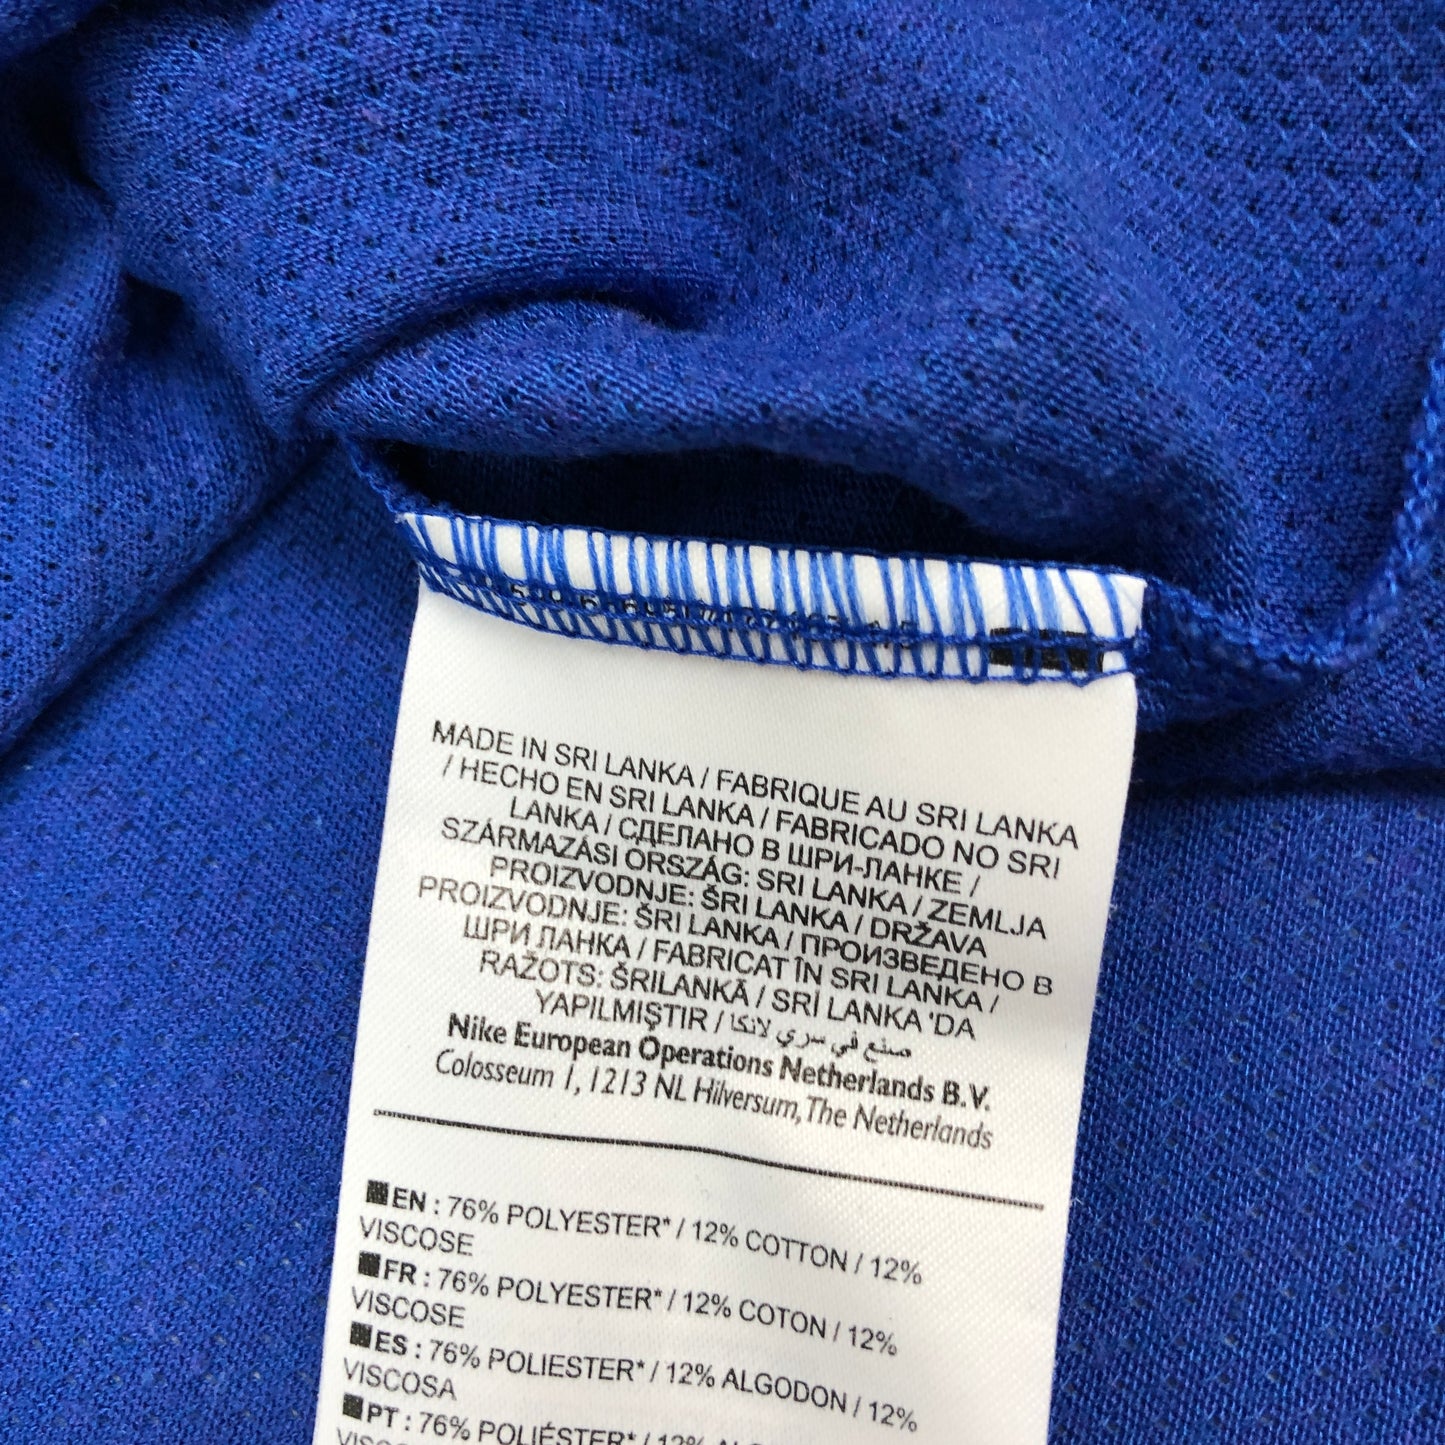 MADE IN SRI LANKA / FABRIQUE AU SRI LANKA
/ HECHO EN SRI LANKA / FABRICADO NO SRI
LANKA / СДЕЛАНО В ШРИ-ЛАНКЕ /
SZÁRMAZÁSI ORSZÁG: SRI LANKA / ZEMLJA
PROIZVODNJE: ŠRI LANKA / DRŽAVA
PROIZVODNJE: ŠRI LANKA / ПРОИЗВЕДЕНО В
ШРИ ЛАНКА / FABRICAT ÎN SRI LANKA /
RAŽOTS: ŠRILANKĀ / SRİ LANKA 'DA
YAPILMIŞTIR / صنع في سري لانكا
Nike European Operations Netherlands B.V.
Colosseum 1, 1213 NL Hilversum, The Netherlands
EN : 76% POLYESTER* / 12% COTTON / 12%
VISCOSE
FR : 76% POLYESTER* / 12% COTON / 12%
VISCOSE
ES : 76% POLIESTER* / 12% ALGODON / 12%
VISCOSA
PT : 76% POLIÉSTER* / 12%